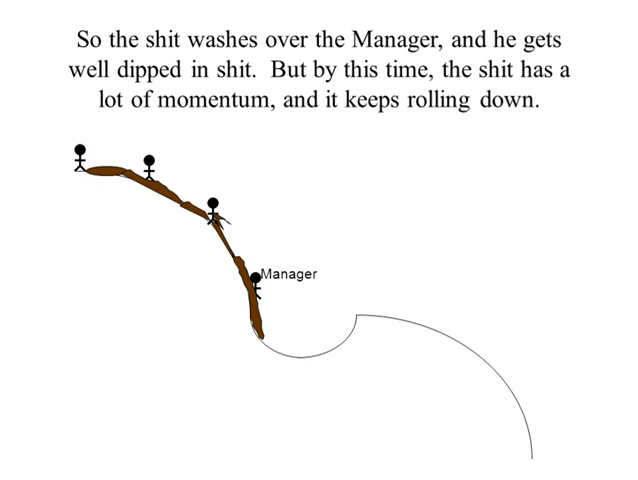 So the shit washes over the Manager, and he gets
well dipped in shit.  But by this time, the shit has a
lot of momentum, and it keeps rolling down.
Manager